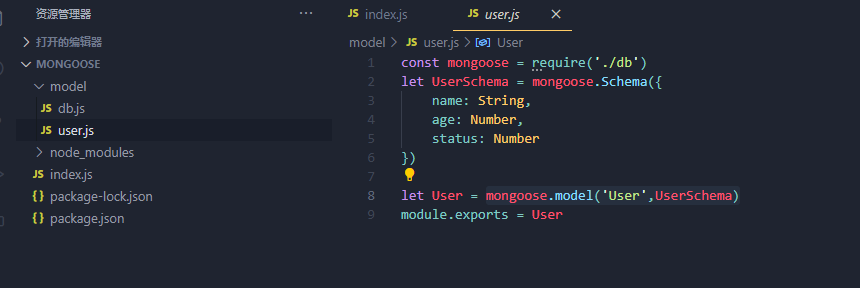 资源管理器 ...
打开的编辑器
MONGOOSE
model
JS db.js
JS user.js
node_modules
JS index.js
{} package-lock.json
{} package.json
JS index.js JS user.js ×
model > JS user.js > User
1 const mongoose = require('./db')
2 let UserSchema = mongoose.Schema({
3 name: String,
4 age: Number,
5 status: Number
6 })
7
8 let User = mongoose.model('User',UserSchema)
9 module.exports = User